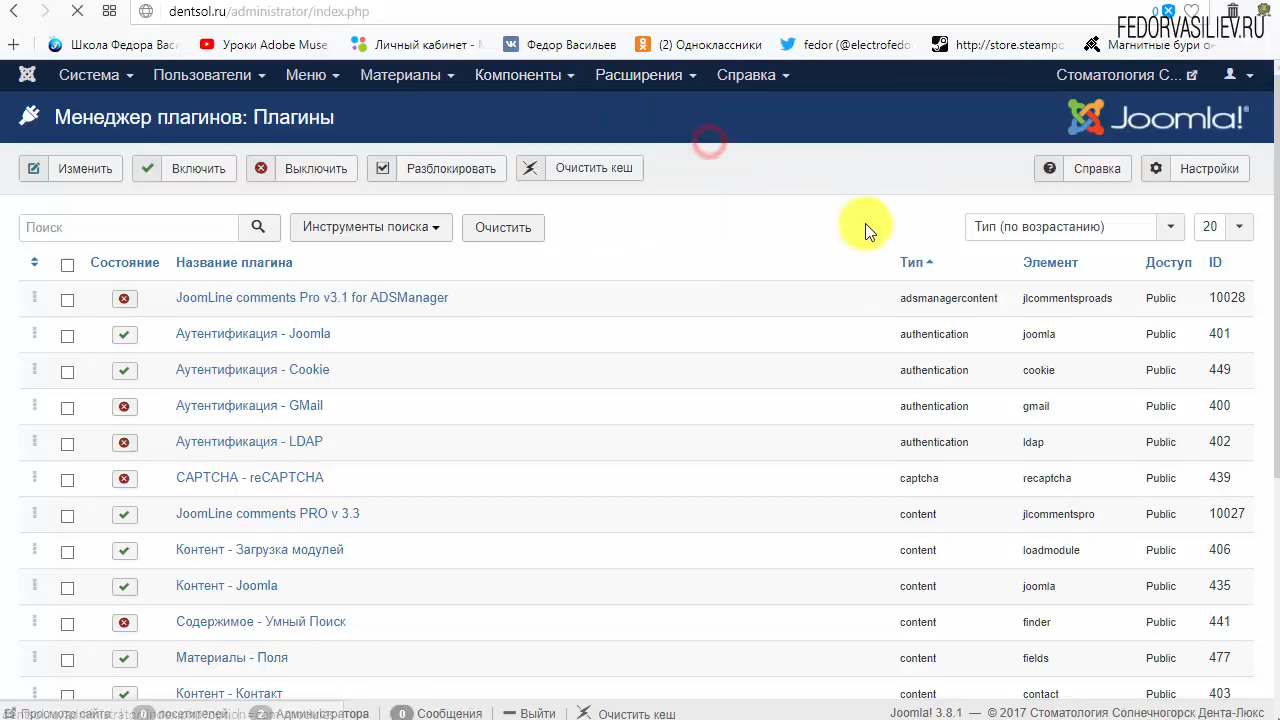 dentsol.ru/administrator/index.php
0
FEDORVASILIEV.RU
Школа Федора Вас
Уроки Adobe Muse
Личный кабинет - М
Федор Васильев
(2) Одноклассники
fedor (@electrofedo
http://store.steampo
Магнитные бури о
Система
Пользователи
Меню
Материалы
Компоненты
Расширения
Справка
Стоматология С...
Менеджер плагинов: Плагины
Joomla!
Изменить
Включить
Выключить
Разблокировать
Очистить кеш
Справка
Настройки
Поиск
Инструменты поиска
Очистить
Тип (по возрастанию)
20
Состояние Название плагина Тип Элемент Доступ ID
JoomLine comments Pro v3.1 for ADSManager adsmanagercontent jlcommentsproads Public 10028
Аутентификация - Joomla authentication joomla Public 401
Аутентификация - Cookie authentication cookie Public 449
Аутентификация - GMail authentication gmail Public 400
Аутентификация - LDAP authentication ldap Public 402
CAPTCHA - reCAPTCHA captcha recaptcha Public 439
JoomLine comments PRO v 3.3 content jlcommentspro Public 10027
Контент - Загрузка модулей content loadmodule Public 406
Контент - Joomla content joomla Public 435
Содержимое - Умный Поиск content finder Public 441
Материалы - Поля content fields Public 477
Контент - Контакт content contact Public 403
0 Сообщения
Выйти
Очистить кеш
Joomla! 3.8.1 — © 2017 Стоматология Солнечногорск Дента-Люкс